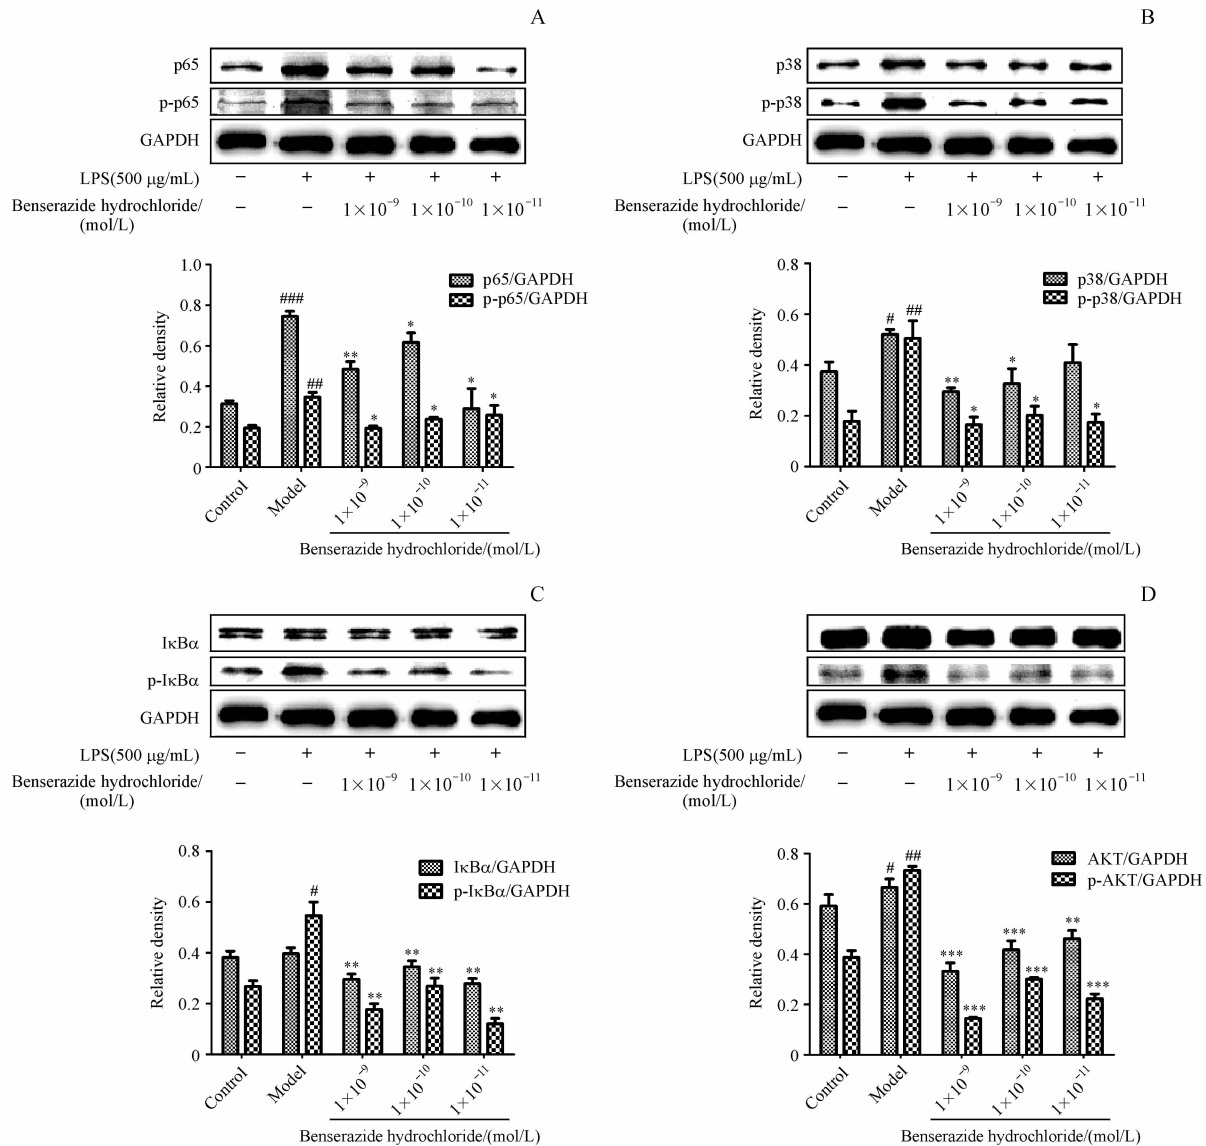 A
p65
p-p65
GAPDH
LPS(500 μg/mL) − + + + +
Benserazide hydrochloride/ − − 1×10⁻⁹ 1×10⁻¹⁰ 1×10⁻¹¹
(mol/L)
1.0
0.8
0.6
0.4
0.2
0
Relative density
p65/GAPDH
p-p65/GAPDH
###
##
**
*
*
*
*
*
Control
Model
1×10⁻⁹
1×10⁻¹⁰
1×10⁻¹¹
Benserazide hydrochloride/(mol/L)
B
p38
p-p38
GAPDH
LPS(500 μg/mL) − + + + +
Benserazide hydrochloride/ − − 1×10⁻⁹ 1×10⁻¹⁰ 1×10⁻¹¹
(mol/L)
0.8
0.6
0.4
0.2
0
Relative density
p38/GAPDH
p-p38/GAPDH
#
##
**
*
*
*
*
Control
Model
1×10⁻⁹
1×10⁻¹⁰
1×10⁻¹¹
Benserazide hydrochloride/(mol/L)
C
IκBα
p-IκBα
GAPDH
LPS(500 μg/mL) − + + + +
Benserazide hydrochloride/ − − 1×10⁻⁹ 1×10⁻¹⁰ 1×10⁻¹¹
(mol/L)
0.8
0.6
0.4
0.2
0
Relative density
IκBα/GAPDH
p-IκBα/GAPDH
#
**
**
**
**
**
**
Control
Model
1×10⁻⁹
1×10⁻¹⁰
1×10⁻¹¹
Benserazide hydrochloride/(mol/L)
D
LPS(500 μg/mL) − + + + +
Benserazide hydrochloride/ − − 1×10⁻⁹ 1×10⁻¹⁰ 1×10⁻¹¹
(mol/L)
0.8
0.6
0.4
0.2
0
Relative density
AKT/GAPDH
p-AKT/GAPDH
#
##
***
***
***
***
**
***
Control
Model
1×10⁻⁹
1×10⁻¹⁰
1×10⁻¹¹
Benserazide hydrochloride/(mol/L)